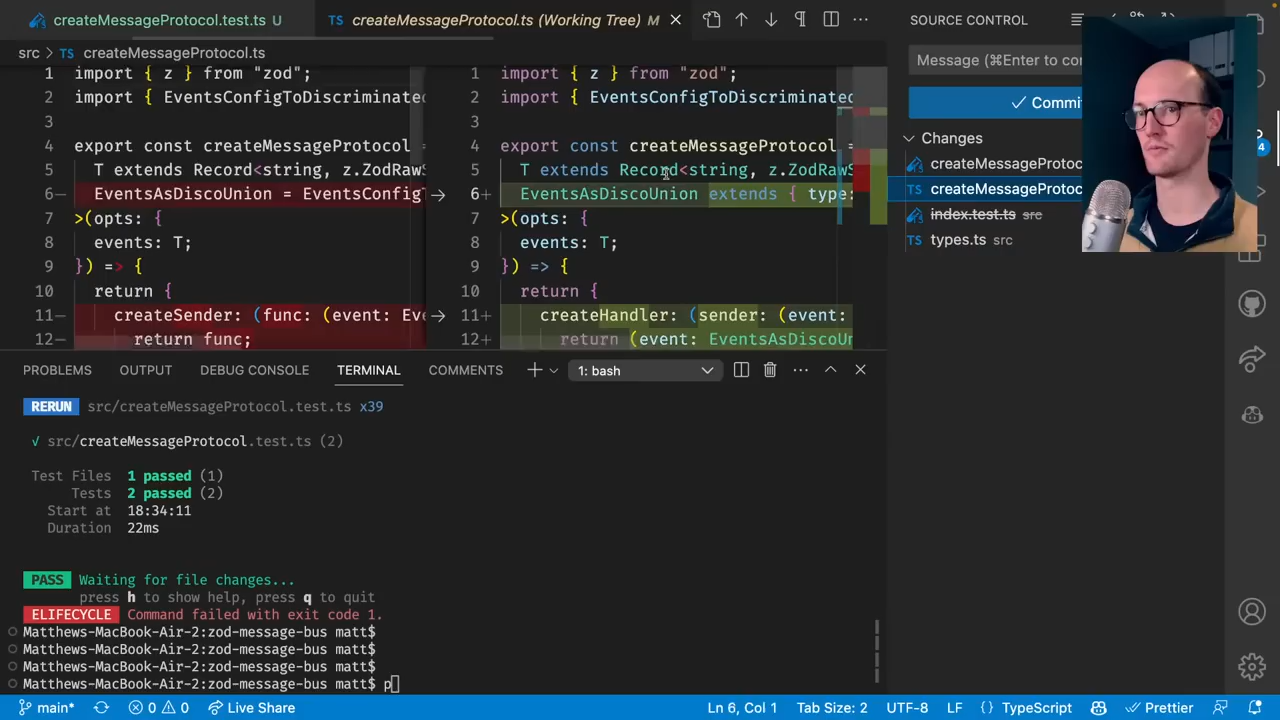 createMessageProtocol.test.ts U
TS createMessageProtocol.ts (Working Tree) M
SOURCE CONTROL
src > TS createMessageProtocol.ts
1 import { z } from "zod";
2 import { EventsConfigToDiscriminated
3
4 export const createMessageProtocol =
5 T extends Record<string, z.ZodRawS
6— EventsAsDiscoUnion = EventsConfigT
7 >(opts: {
8 events: T;
9 }) => {
10 return {
11— createSender: (func: (event: Eve
12— return func;
1 import { z } from "zod";
2 import { EventsConfigToDiscriminated
3
4 export const createMessageProtocol =
5 T extends Record<string, z.ZodRawS
6+ EventsAsDiscoUnion extends { type:
7 >(opts: {
8 events: T;
9 }) => {
10 return {
11+ createHandler: (sender: (event:
12+ return (event: EventsAsDiscoUn
Message (⌘Enter to co
✓ Commit
Changes
createMessageProtoc
TS createMessageProtoc
index.test.ts src
TS types.ts src
4
PROBLEMS OUTPUT DEBUG CONSOLE TERMINAL COMMENTS
1: bash
RERUN src/createMessageProtocol.test.ts x39
√ src/createMessageProtocol.test.ts (2)
Test Files 1 passed (1)
Tests 2 passed (2)
Start at 18:34:11
Duration 22ms
PASS Waiting for file changes...
press h to show help, press q to quit
ELIFECYCLE Command failed with exit code 1.
Matthews-MacBook-Air-2:zod-message-bus matt$
Matthews-MacBook-Air-2:zod-message-bus matt$
Matthews-MacBook-Air-2:zod-message-bus matt$
Matthews-MacBook-Air-2:zod-message-bus matt$ p
main* 0 0 Live Share
Ln 6, Col 1 Tab Size: 2 UTF-8 LF {} TypeScript Prettier